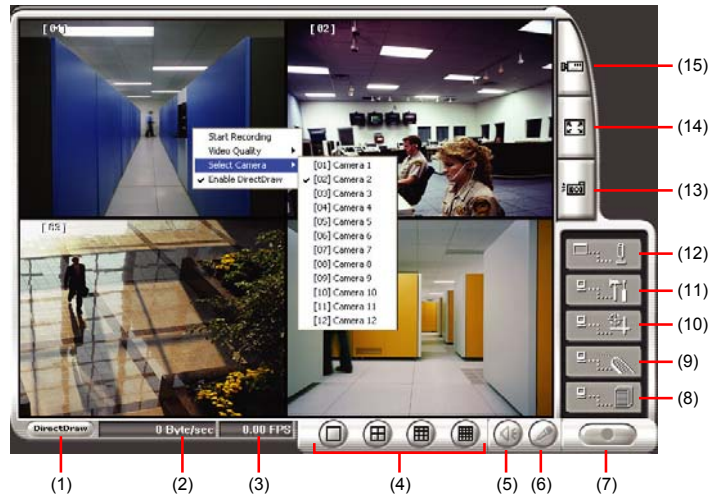 [01]
[02]
(15)
(14)
Start Recording
Video Quality
Select Camera
✓ Enable DirectDraw
[01] Camera 1
✓ [02] Camera 2
[03] Camera 3
[04] Camera 4
[05] Camera 5
[06] Camera 6
[07] Camera 7
[08] Camera 8
[09] Camera 9
[10] Camera 10
[11] Camera 11
[12] Camera 12
(13)
[03]
(12)
(11)
(10)
(9)
(8)
DirectDraw
0 Byte/sec
0.00 FPS
(1)
(2)
(3)
(4)
(5)
(6)
(7)